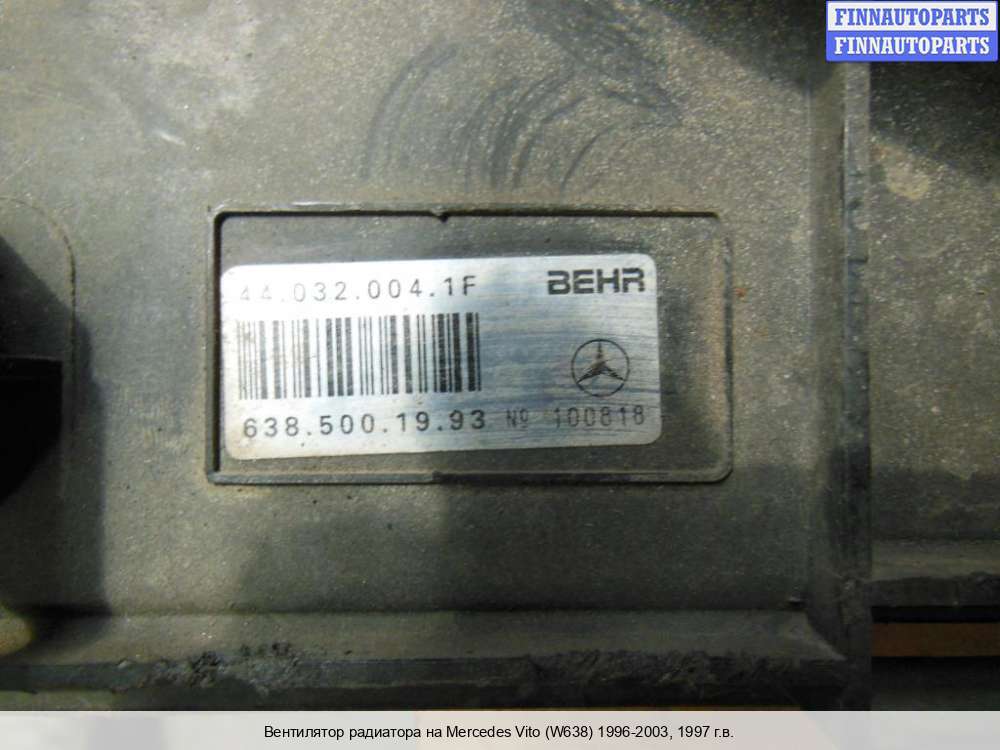 FINNAUTOPARTS
FINNAUTOPARTS
44.032.004.1F BEHR
638.500.19.93 Nº 100818
Вентилятор радиатора на Mercedes Vito (W638) 1996-2003, 1997 г.в.